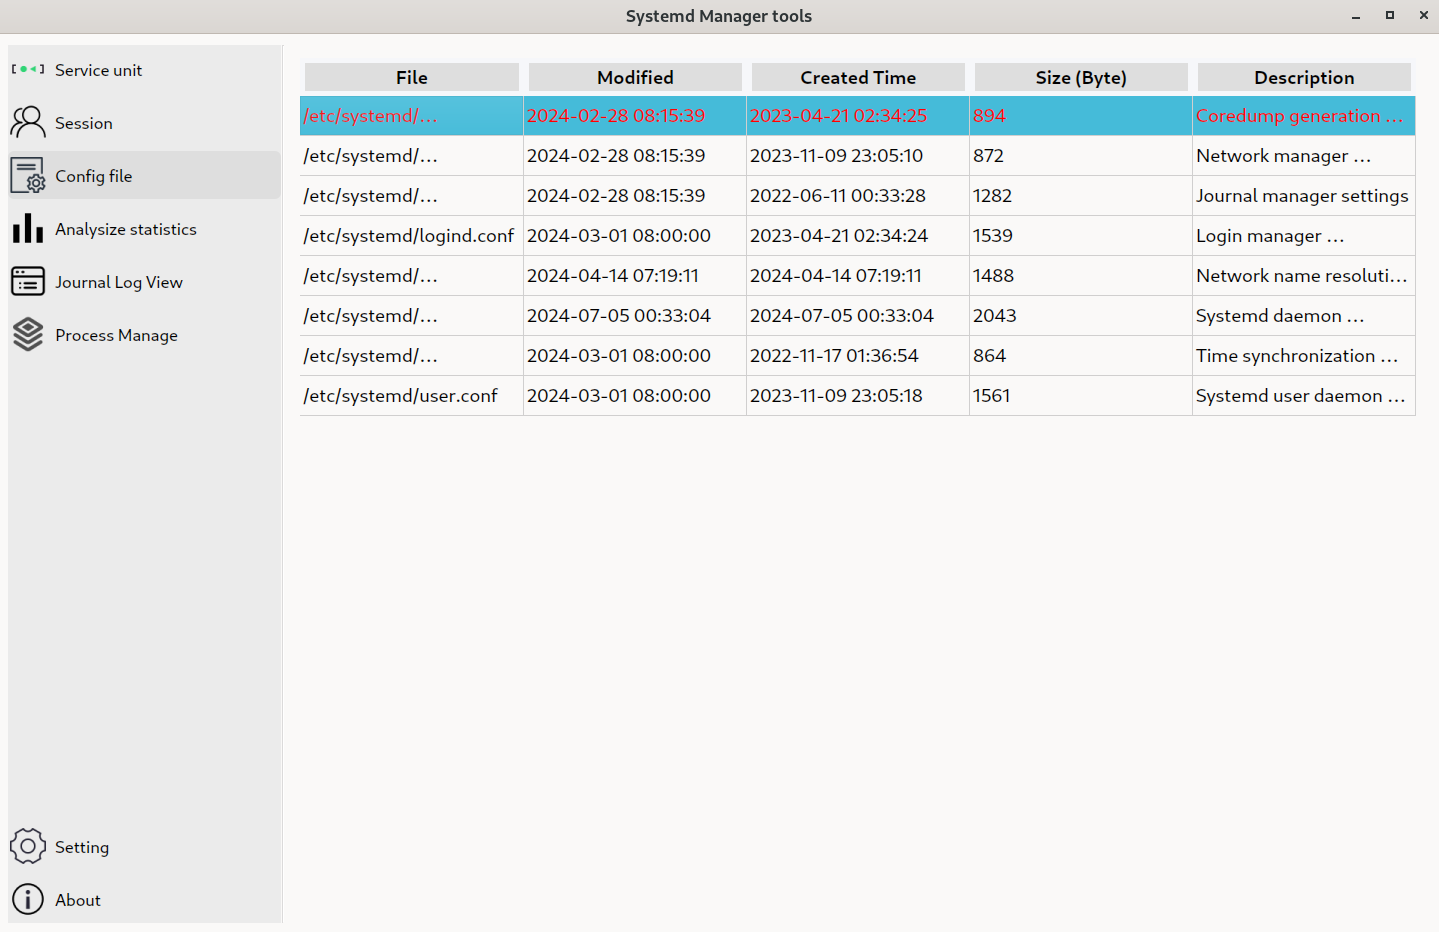 Systemd Manager tools
Service unit
Session
Config file
Analysize statistics
Journal Log View
Process Manage
Setting
About
File Modified Created Time Size (Byte) Description
/etc/systemd/... 2024-02-28 08:15:39 2023-04-21 02:34:25 894 Coredump generation ...
/etc/systemd/... 2024-02-28 08:15:39 2023-11-09 23:05:10 872 Network manager ...
/etc/systemd/... 2024-02-28 08:15:39 2022-06-11 00:33:28 1282 Journal manager settings
/etc/systemd/logind.conf 2024-03-01 08:00:00 2023-04-21 02:34:24 1539 Login manager ...
/etc/systemd/... 2024-04-14 07:19:11 2024-04-14 07:19:11 1488 Network name resoluti...
/etc/systemd/... 2024-07-05 00:33:04 2024-07-05 00:33:04 2043 Systemd daemon ...
/etc/systemd/... 2024-03-01 08:00:00 2022-11-17 01:36:54 864 Time synchronization ...
/etc/systemd/user.conf 2024-03-01 08:00:00 2023-11-09 23:05:18 1561 Systemd user daemon ...